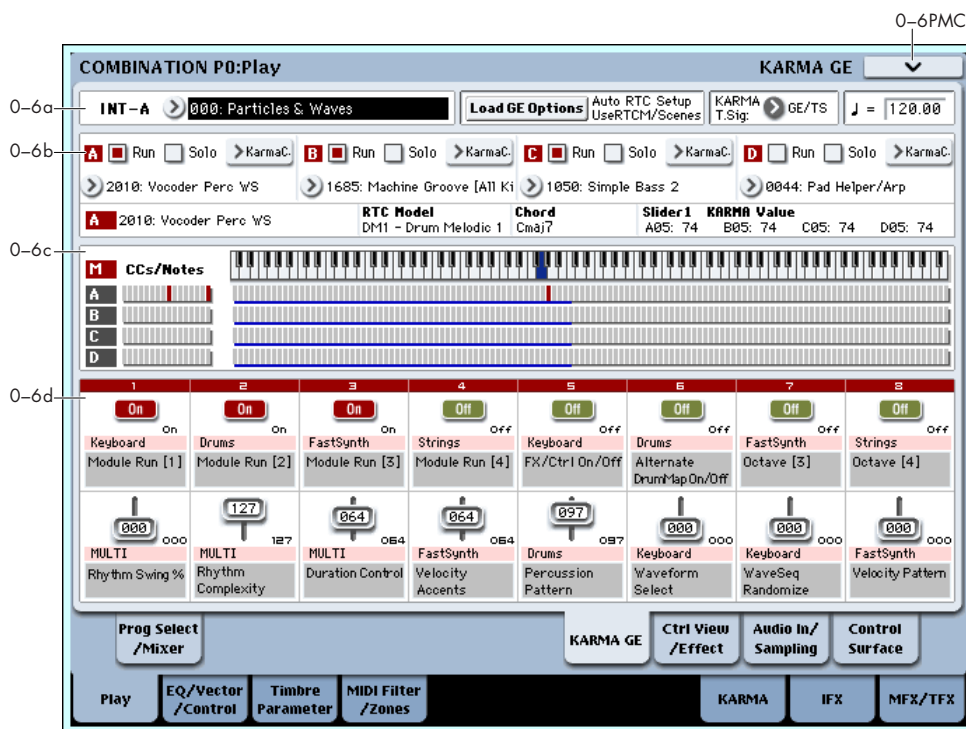 0–6PMC
COMBINATION P0:Play KARMA GE
0–6a
INT-A 000: Particles & Waves Load GE Options Auto RTC Setup UseRTCM/Scenes KARMA T.Sig: GE/TS ♩ = 120.00
0–6b
A Run Solo KarmaC. B Run Solo KarmaC. C Run Solo KarmaC. D Run Solo KarmaC.
2010: Vocoder Perc WS 1685: Machine Groove [All Ki 1050: Simple Bass 2 0044: Pad Helper/Arp
RTC Model Chord Slider1 KARMA Value
A 2010: Vocoder Perc WS DM1 - Drum Melodic 1 Cmaj7 A05: 74 B05: 74 C05: 74 D05: 74
0–6c
M CCs/Notes
A
B
C
D
0–6d
1 2 3 4 5 6 7 8
On On On Off Off Off Off Off
On On On Off Off Off Off Off
Keyboard Drums FastSynth Strings Keyboard Drums FastSynth Strings
Module Run [1] Module Run [2] Module Run [3] Module Run [4] FX/Ctrl On/Off Alternate Octave [3] Octave [4]
DrumMap On/Off
000 127 064 064 097 000 000 000
000 127 064 064 097 000 000 000
MULTI MULTI MULTI FastSynth Drums Keyboard Keyboard FastSynth
Rhythm Swing % Rhythm Duration Control Velocity Percussion Waveform WaveSeq Velocity Pattern
Complexity Accents Pattern Select Randomize
Prog Select KARMA GE Ctrl View Audio In/ Control
/Mixer /Effect Sampling Surface
Play EQ/Vector Timbre MIDI Filter KARMA IFX MFX/TFX
/Control Parameter /Zones